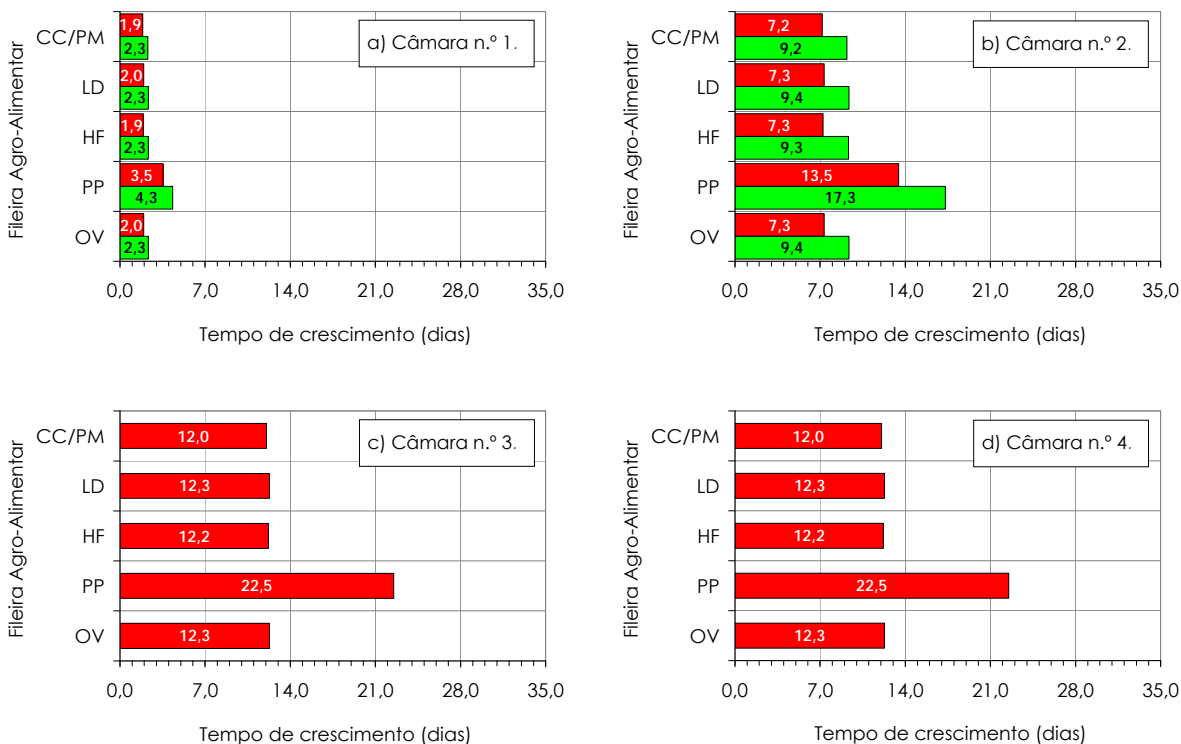 Fileira Agro-Alimentar
a) Câmara n.º 1.
CC/PM
1,9
2,3
LD
2,0
2,3
HF
1,9
2,3
PP
3,5
4,3
OV
2,0
2,3
0,0 7,0 14,0 21,0 28,0 35,0
Tempo de crescimento (dias)
Fileira Agro-Alimentar
b) Câmara n.º 2.
CC/PM
7,2
9,2
LD
7,3
9,4
HF
7,3
9,3
PP
13,5
17,3
OV
7,3
9,4
0,0 7,0 14,0 21,0 28,0 35,0
Tempo de crescimento (dias)
Fileira Agro-Alimentar
c) Câmara n.º 3.
CC/PM 12,0
LD 12,3
HF 12,2
PP 22,5
OV 12,3
0,0 7,0 14,0 21,0 28,0 35,0
Tempo de crescimento (dias)
Fileira Agro-Alimentar
d) Câmara n.º 4.
CC/PM 12,0
LD 12,3
HF 12,2
PP 22,5
OV 12,3
0,0 7,0 14,0 21,0 28,0 35,0
Tempo de crescimento (dias)